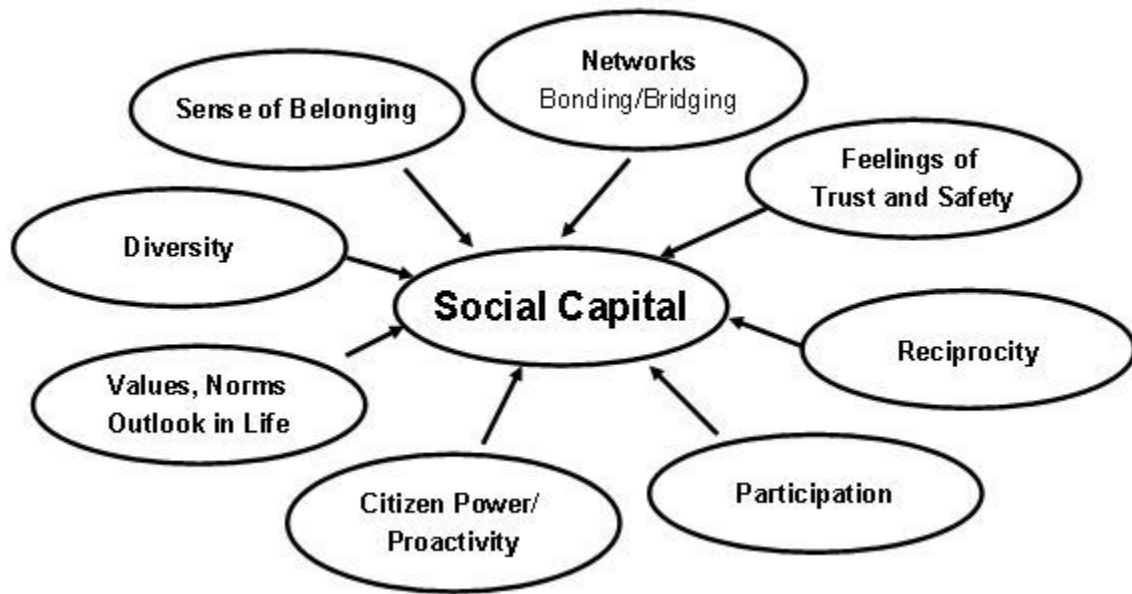 Networks
Bonding/Bridging
Sense of Belonging
Feelings of
Trust and Safety
Diversity
Social Capital
Reciprocity
Values, Norms
Outlook in Life
Participation
Citizen Power/
Proactivity